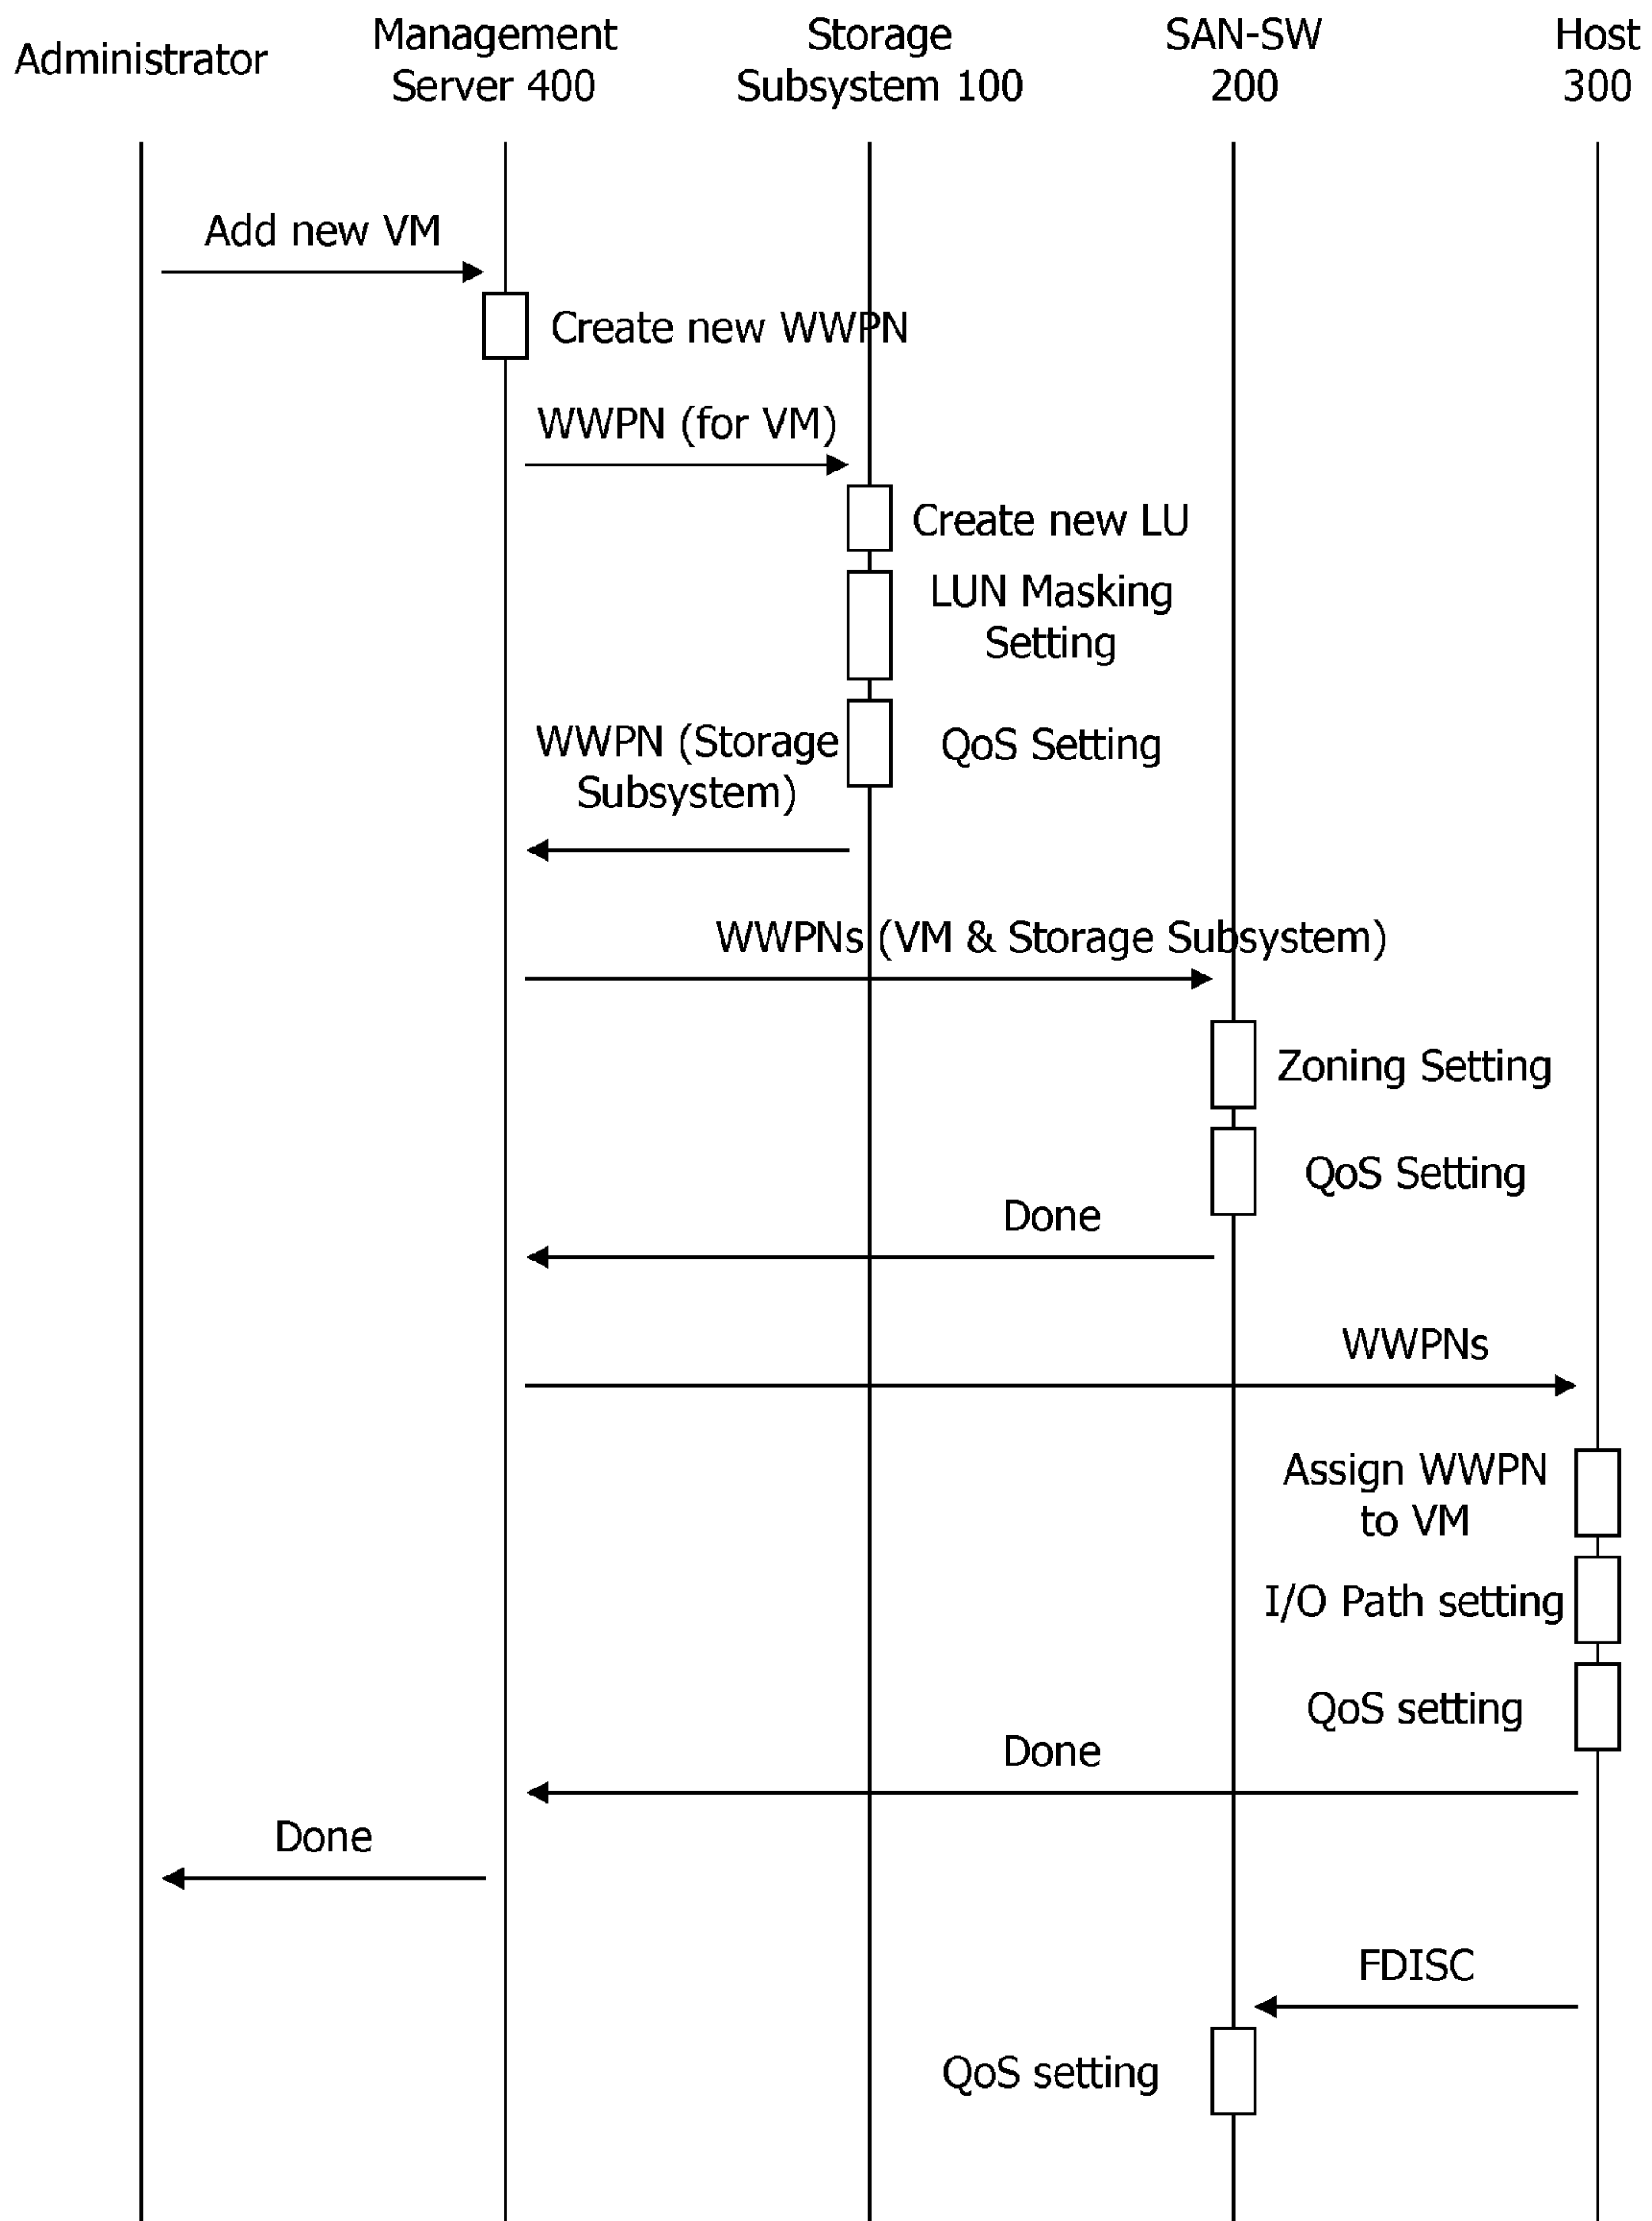 Administrator
Management
Server 400
Storage
Subsystem 100
SAN-SW
200
Host
300
Add new VM
Create new WWPN
WWPN (for VM)
Create new LU
LUN Masking
Setting
WWPN (Storage
Subsystem)
QoS Setting
WWPNs (VM & Storage Subsystem)
Zoning Setting
QoS Setting
Done
WWPNs
Assign WWPN
to VM
I/O Path setting
QoS setting
Done
Done
FDISC
QoS setting